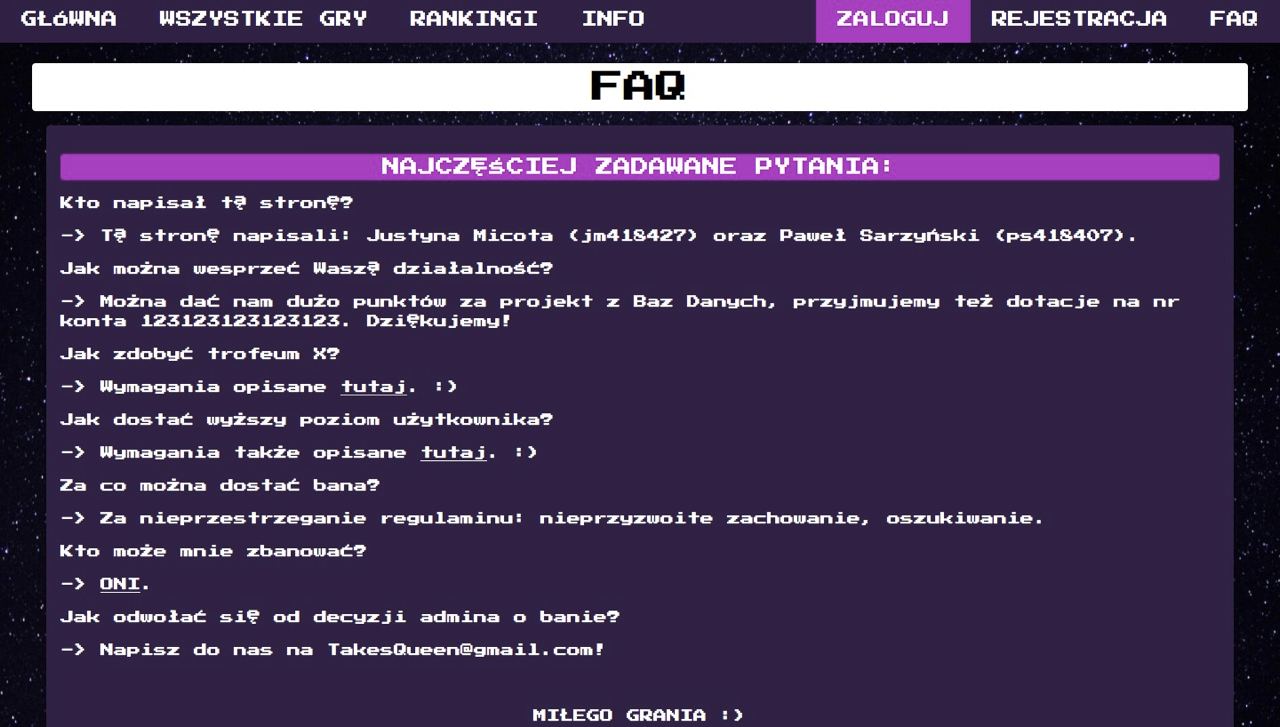 GŁÓWNA WSZYSTKIE GRY RANKINGI INFO ZALOGUJ REJESTRACJA FAQ
FAQ
NAJCZĘŚCIEJ ZADAWANE PYTANIA:
Kto napisał tę stronę?
-> Tę stronę napisali: Justyna Micota (jm418427) oraz Paweł Sarzyński (ps418407).
Jak można wesprzeć Waszą działalność?
-> Można dać nam dużo punktów za projekt z Baz Danych, przyjmujemy też dotacje na nr
konta 123123123123123. Dziękujemy!
Jak zdobyć trofeum X?
-> Wymagania opisane tutaj. :)
Jak dostać wyższy poziom użytkownika?
-> Wymagania także opisane tutaj. :)
Za co można dostać bana?
-> Za nieprzestrzeganie regulaminu: nieprzyzwoite zachowanie, oszukiwanie.
Kto może mnie zbanować?
-> ONI.
Jak odwołać się od decyzji admina o banie?
-> Napisz do nas na TakesQueen@gmail.com!
MIŁEGO GRANIA :)